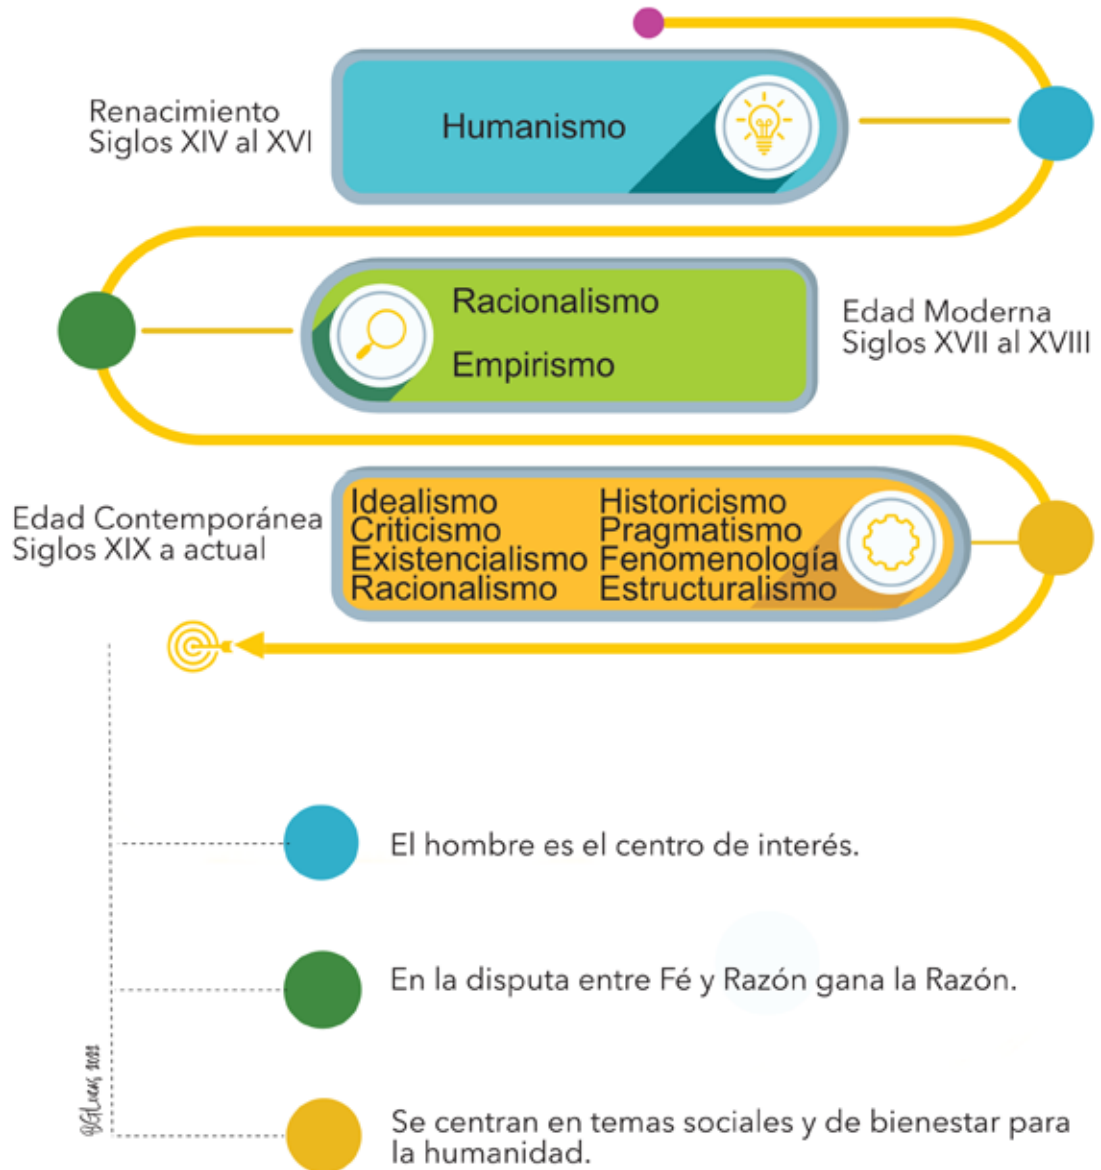 Renacimiento
Siglos XIV al XVI
Humanismo
Racionalismo
Empirismo
Edad Moderna
Siglos XVII al XVIII
Edad Contemporánea
Siglos XIX a actual
Idealismo
Criticismo
Existencialismo
Racionalismo
Historicismo
Pragmatismo
Fenomenología
Estructuralismo
El hombre es el centro de interés.
En la disputa entre Fé y Razón gana la Razón.
Se centran en temas sociales y de bienestar para
la humanidad.